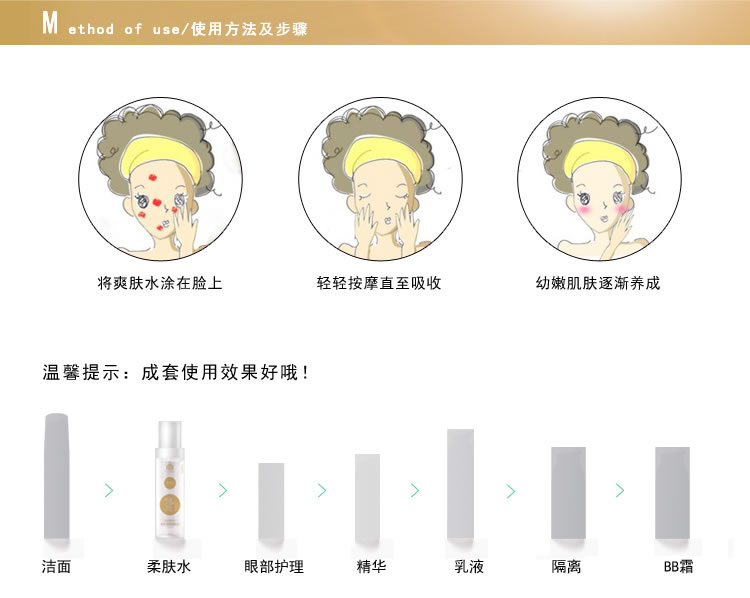 Method of use/使用方法及步骤
将爽肤水涂在脸上
轻轻按摩直至吸收
幼嫩肌肤逐渐养成
温馨提示：成套使用效果好哦！
洁面
柔肤水
眼部护理
精华
乳液
隔离
BB霜